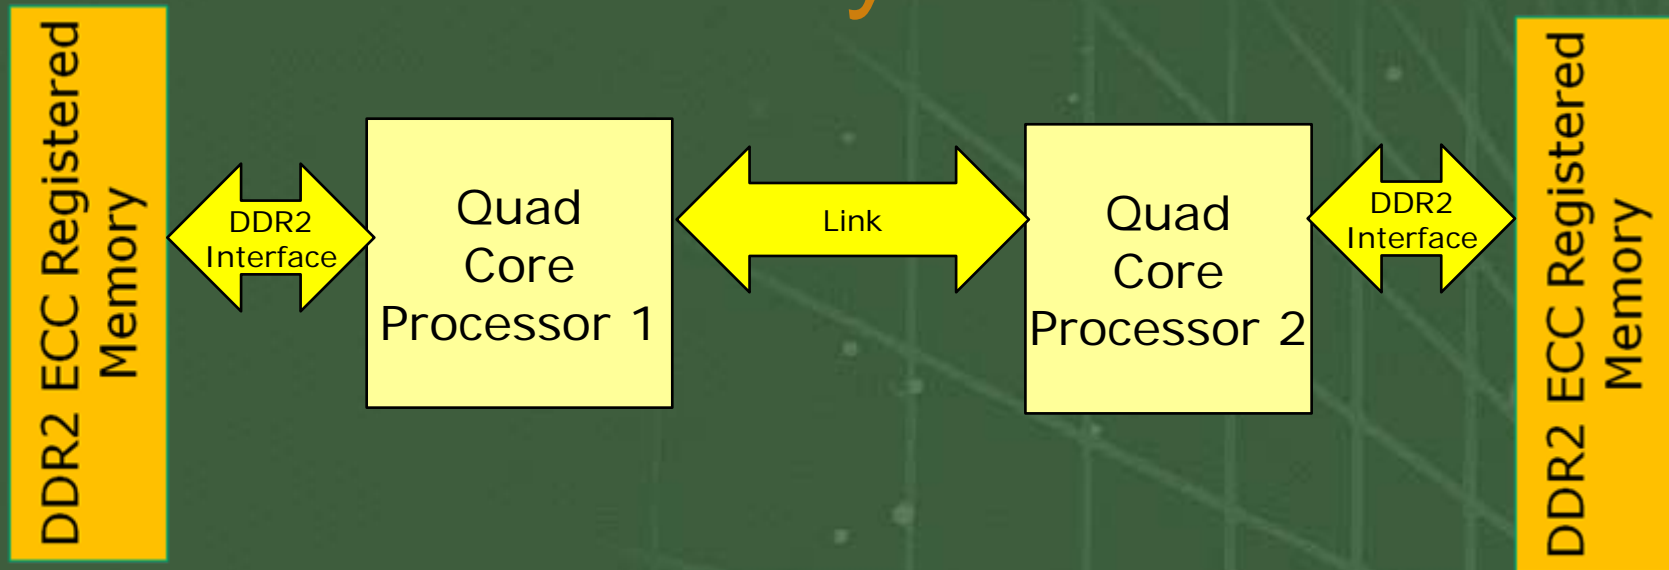 DDR2 ECC Registered
Memory
DDR2
Interface
Quad
Core
Processor 1
Link
Quad
Core
Processor 2
DDR2
Interface
DDR2 ECC Registered
Memory